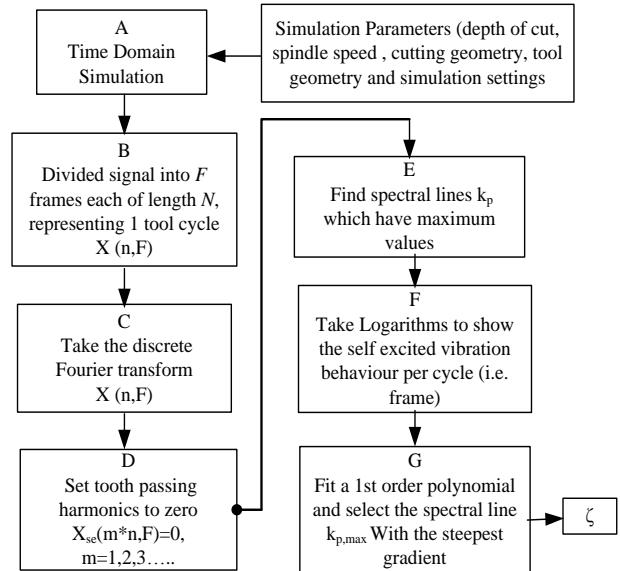 A
Time Domain
Simulation
Simulation Parameters (depth of cut,
spindle speed , cutting geometry, tool
geometry and simulation settings
B
Divided signal into F
frames each of length N,
representing 1 tool cycle
X (n,F)
C
Take the discrete
Fourier transform
X (n,F)
D
Set tooth passing
harmonics to zero
Xse(m*n,F)=0,
m=1,2,3…..
E
Find spectral lines kp
which have maximum
values
F
Take Logarithms to show
the self excited vibration
behaviour per cycle (i.e.
frame)
G
Fit a 1st order polynomial
and select the spectral line
kp,max With the steepest
gradient
ζ